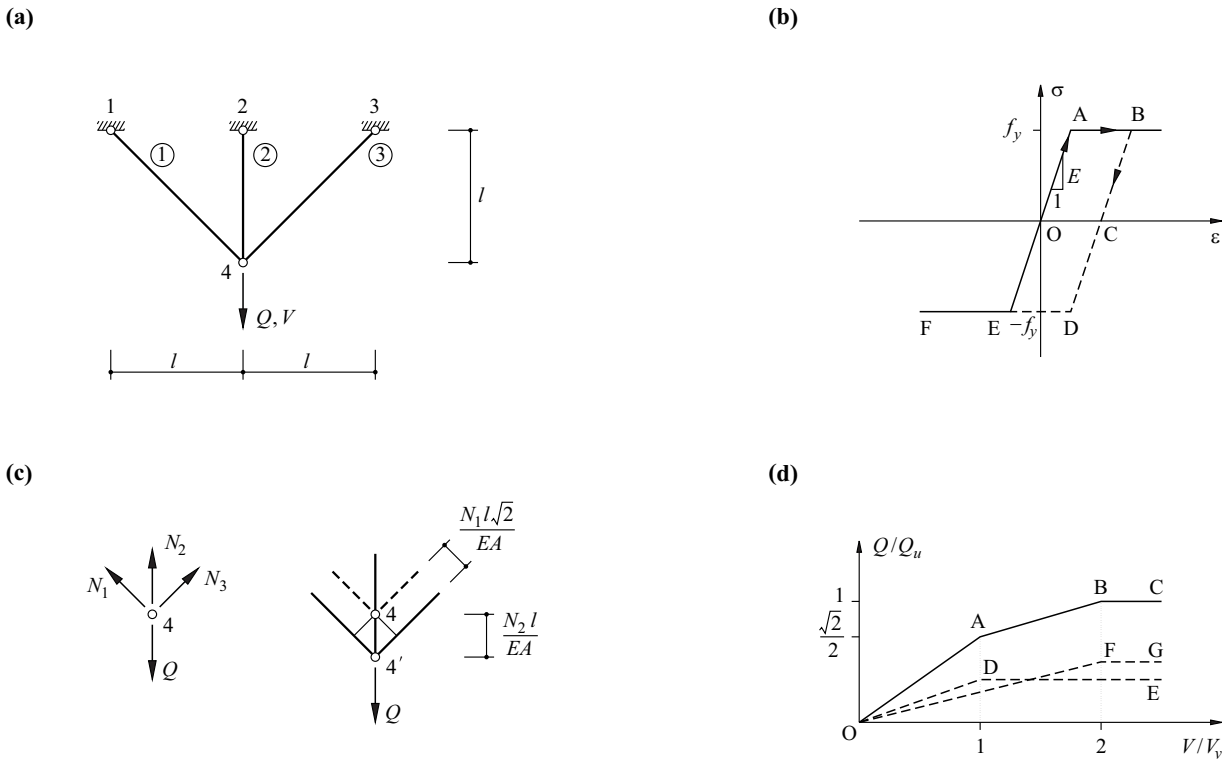 (a)
1 2 3
① ② ③
l
4
Q, V
l l
(b)
σ
A B
f_y
E
1
O C
ε
F E −f_y D
(c)
N_1 N_2 N_3
4
Q
N_1 l√2 / EA
4
N_2 l / EA
4′
Q
(d)
Q/Q_u
1
√2/2
A B C
D F G
E
O
1 2 V/V_y